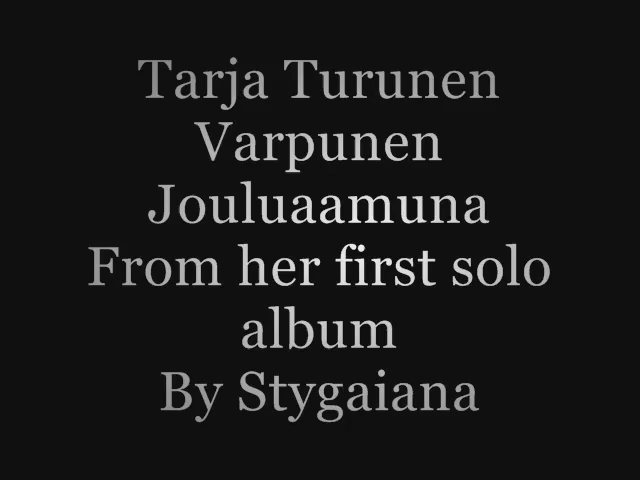 Tarja Turunen
Varpunen
Jouluaamuna
From her first solo
album
By Stygaiana